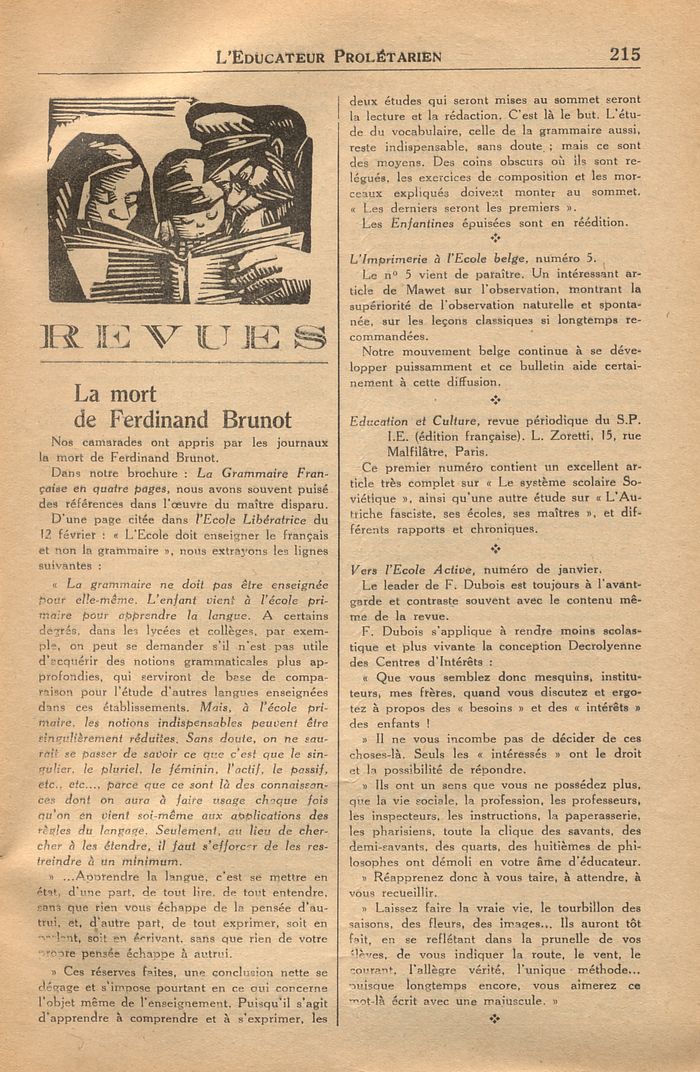 L'Educateur Prolétarien 215
REVUES
La mort
de Ferdinand Brunot
Nos camarades ont appris par les journaux
la mort de Ferdinand Brunot.
Dans notre brochure : La Grammaire Fran-
çaise en quatre pages, nous avons souvent puisé
des références dans l'œuvre du maître disparu.
D'une page citée dans l'Ecole Libératrice du
12 février : « L'Ecole doit enseigner le français
et non la grammaire », nous extrayons les lignes
suivantes :
« La grammaire ne doit pas être enseignée
pour elle-même. L'enfant vient à l'école pri-
maire pour apprendre la langue. A certains
degrés, dans les lycées et collèges, par exem-
ple, on peut se demander s'il n'est pas utile
d'acquérir des notions grammaticales plus ap-
profondies, qui serviront de base de compa-
raison pour l'étude d'autres langues enseignées
dans ces établissements. Mais, à l'école pri-
maire, les notions indispensables peuvent être
singulièrement réduites. Sans doute, on ne sau-
rait se passer de savoir ce que c'est que le sin-
gulier, le pluriel, le féminin, l'actif, le passif,
etc., etc..., parce que ce sont là des connaissan-
ces dont on aura à faire usage chaque fois
qu'on en vient soi-même aux applications des
règles du langage. Seulement, au lieu de cher-
cher à les étendre, il faut s'efforcer de les res-
treindre à un minimum.
» ...Apprendre la langue, c'est se mettre en
état, d'une part, de tout lire, de tout entendre,
sans que rien vous échappe de la pensée d'au-
trui, et, d'autre part, de tout exprimer, soit en
parlant, soit en écrivant, sans que rien de votre
propre pensée échappe à autrui.
» Ces réserves faites, une conclusion nette se
dégage et s'impose pourtant en ce qui concerne
l'objet même de l'enseignement. Puisqu'il s'agit
d'apprendre à comprendre et à s'exprimer, les
deux études qui seront mises au sommet seront
la lecture et la rédaction. C'est là le but. L'étu-
de du vocabulaire, celle de la grammaire aussi,
reste indispensable, sans doute ; mais ce sont
des moyens. Des coins obscurs où ils sont re-
légués, les exercices de composition et les mor-
ceaux expliqués doivent monter au sommet.
« Les derniers seront les premiers ».
Les Enfantines épuisées sont en réédition.
L'Imprimerie à l'Ecole belge, numéro 5.
Le n° 5 vient de paraître. Un intéressant ar-
ticle de Mawet sur l'observation, montrant la
supériorité de l'observation naturelle et sponta-
née, sur les leçons classiques si longtemps re-
commandées.
Notre mouvement belge continue à se déve-
lopper puissamment et ce bulletin aide certai-
nement à cette diffusion.
Education et Culture, revue périodique du S.P.
I.E. (édition française). L. Zoretti, 15, rue
Malfilâtre, Paris.
Ce premier numéro contient un excellent ar-
ticle très complet sur « Le système scolaire So-
viétique », ainsi qu'une autre étude sur « L'Au-
triche fasciste, ses écoles, ses maîtres », et dif-
férents rapports et chroniques.
Vers l'Ecole Active, numéro de janvier.
Le leader de F. Dubois est toujours à l'avant-
garde et contraste souvent avec le contenu mê-
me de la revue.
F. Dubois s'applique à rendre moins scolas-
tique et plus vivante la conception Decrolyenne
des Centres d'Intérêts :
« Que vous semblez donc mesquins, institu-
teurs, mes frères, quand vous discutez et ergo-
tez à propos des « besoins » et des « intérêts »
des enfants !
» Il ne vous incombe pas de décider de ces
choses-là. Seuls les « intéressés » ont le droit
et la possibilité de répondre.
» Ils ont un sens que vous ne possédez plus,
que la vie sociale, la profession, les professeurs,
les inspecteurs, les instructions, la paperasserie,
les pharisiens, toute la clique des savants, des
demi-savants, des quarts, des huitièmes de phi-
losophes ont démoli en votre âme d'éducateur.
» Réapprenez donc à vous taire, à attendre, à
vous recueillir.
» Laissez faire la vraie vie, le tourbillon des
saisons, des fleurs, des images... Ils auront tôt
fait, en se reflétant dans la prunelle de vos
élèves, de vous indiquer la route, le vent, le
courant, l'allègre vérité, l'unique méthode...
puisque longtemps encore, vous aimerez ce
mot-là écrit avec une majuscule. »